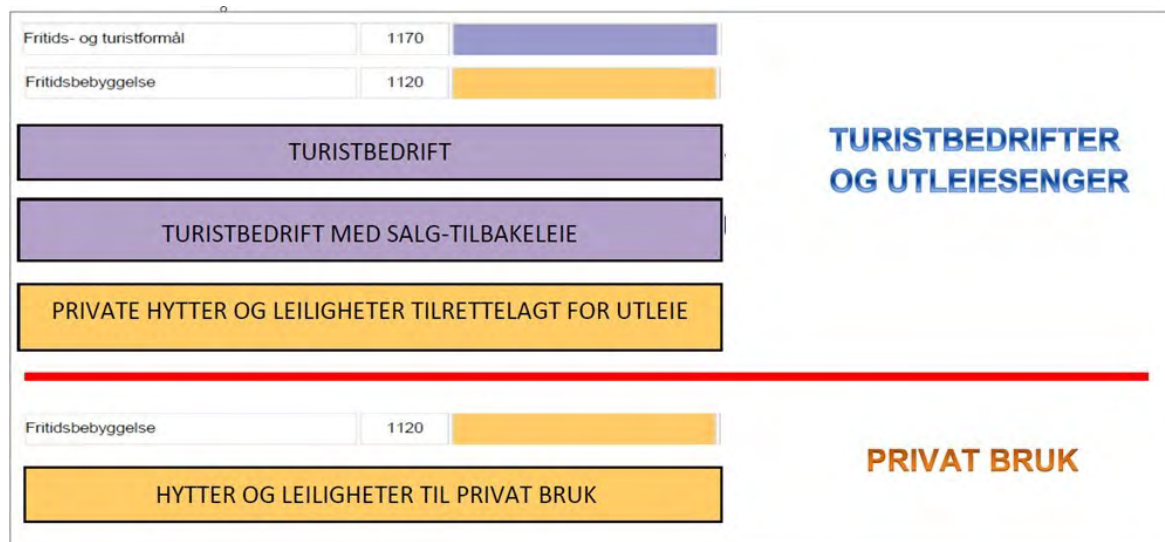 Fritids- og turistformål 1170
Fritidsbebyggelse 1120
TURISTBEDRIFT
TURISTBEDRIFTER
OG UTLEIESENGER
TURISTBEDRIFT MED SALG-TILBAKELEIE
PRIVATE HYTTER OG LEILIGHETER TILRETTELAGT FOR UTLEIE
Fritidsbebyggelse 1120
PRIVAT BRUK
HYTTER OG LEILIGHETER TIL PRIVAT BRUK